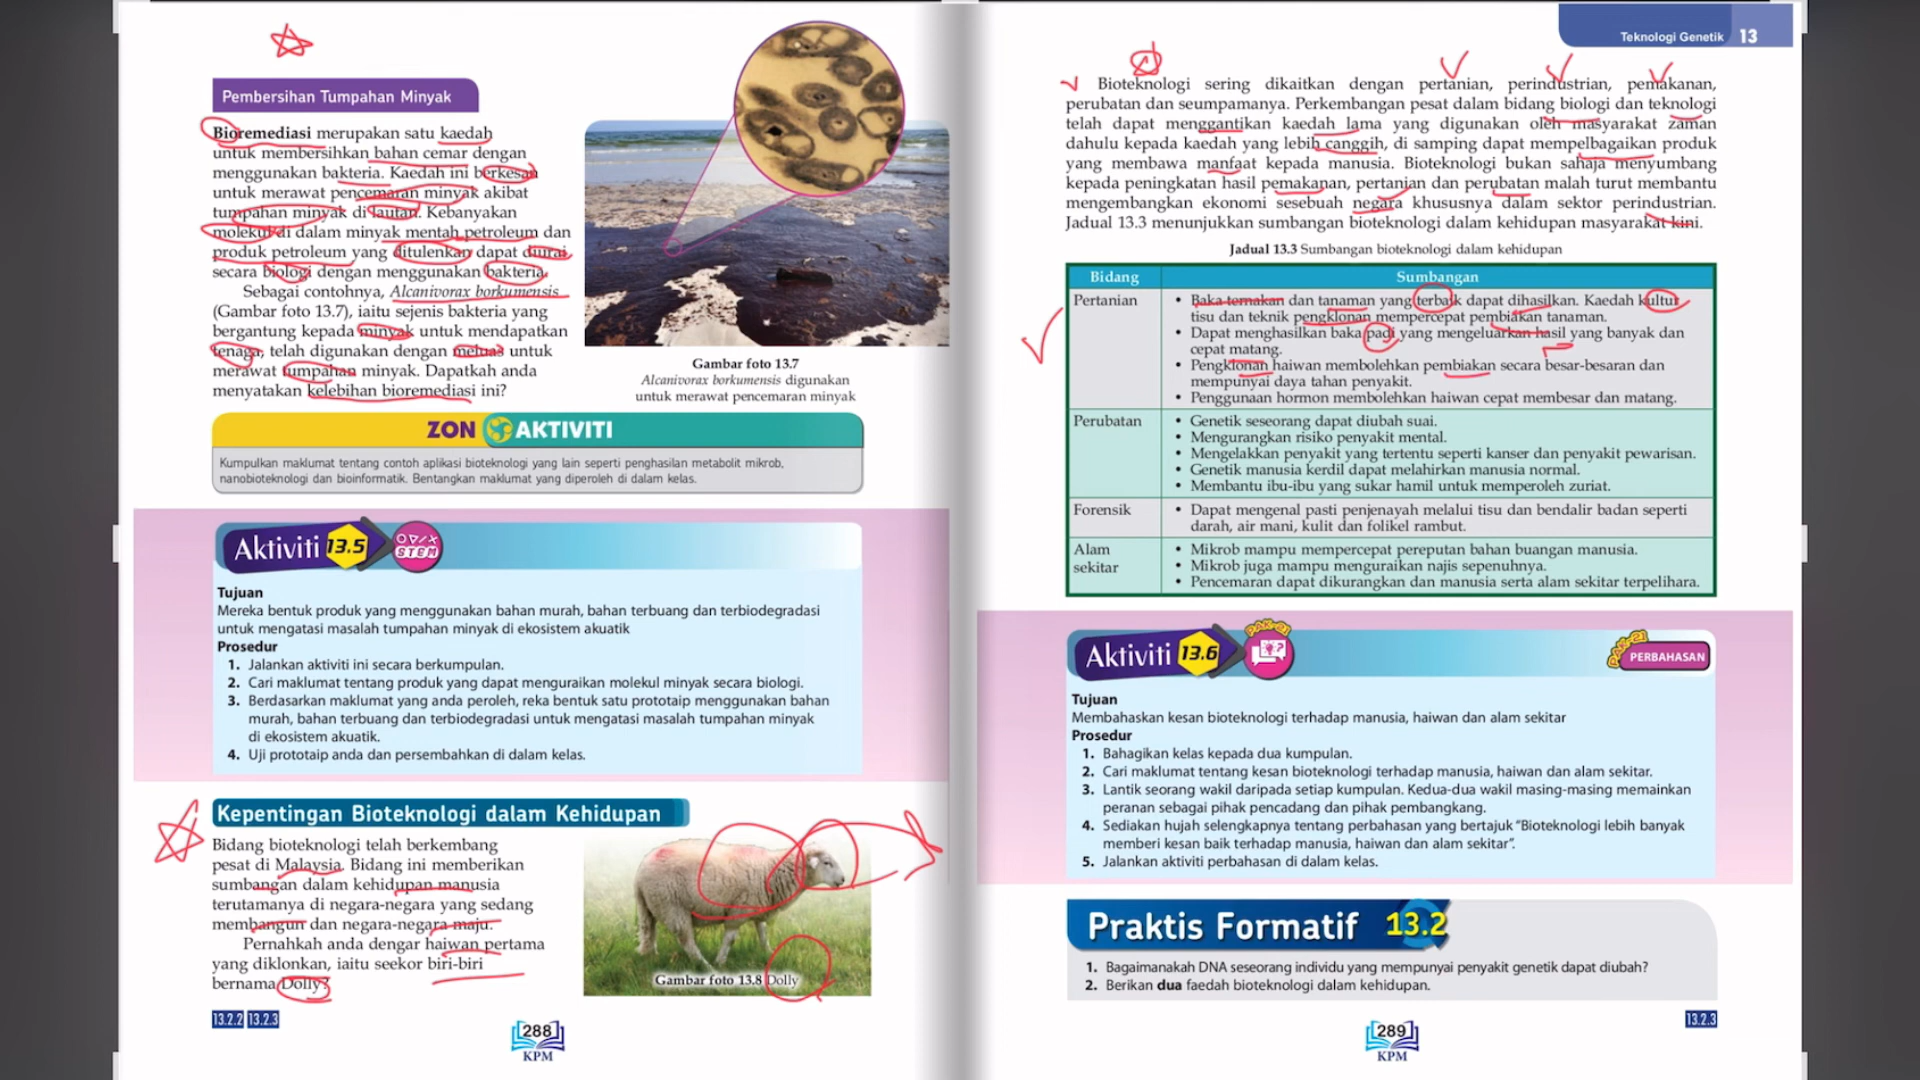 Pembersihan Tumpahan Minyak
Bioremediasi merupakan satu kaedah
untuk membersihkan bahan cemar dengan
menggunakan bakteria. Kaedah ini berkesan
untuk merawat pencemaran minyak akibat
tumpahan minyak di lautan. Kebanyakan
molekul di dalam minyak mentah petroleum dan
produk petroleum yang ditulenkan dapat diurai
secara biologi dengan menggunakan bakteria.
Sebagai contohnya, Alcanivorax borkumensis
(Gambar foto 13.7), iaitu sejenis bakteria yang
bergantung kepada minyak untuk mendapatkan
tenaga, telah digunakan dengan meluas untuk
merawat tumpahan minyak. Dapatkah anda
menyatakan kelebihan bioremediasi ini?
Gambar foto 13.7
Alcanivorax borkumensis digunakan
untuk merawat pencemaran minyak
ZON AKTIVITI
Kumpulkan maklumat tentang contoh aplikasi bioteknologi yang lain seperti penghasilan metabolit mikrob,
nanobioteknologi dan bioinformatik. Bentangkan maklumat yang diperoleh di dalam kelas.
Aktiviti 13.5 STEM
Tujuan
Mereka bentuk produk yang menggunakan bahan murah, bahan terbuang dan terbiodegradasi
untuk mengatasi masalah tumpahan minyak di ekosistem akuatik
Prosedur
1. Jalankan aktiviti ini secara berkumpulan.
2. Cari maklumat tentang produk yang dapat menguraikan molekul minyak secara biologi.
3. Berdasarkan maklumat yang anda peroleh, reka bentuk satu prototaip menggunakan bahan
murah, bahan terbuang dan terbiodegradasi untuk mengatasi masalah tumpahan minyak
di ekosistem akuatik.
4. Uji prototaip anda dan persembahkan di dalam kelas.
Kepentingan Bioteknologi dalam Kehidupan
Bidang bioteknologi telah berkembang
pesat di Malaysia. Bidang ini memberikan
sumbangan dalam kehidupan manusia
terutamanya di negara-negara yang sedang
membangun dan negara-negara maju.
Pernahkah anda dengar haiwan pertama
yang diklonkan, iaitu seekor biri-biri
bernama Dolly?
Gambar foto 13.8 Dolly
13.2.2 13.2.3
288
KPM
Teknologi Genetik 13
Bioteknologi sering dikaitkan dengan pertanian, perindustrian, pemakanan,
perubatan dan seumpamanya. Perkembangan pesat dalam bidang biologi dan teknologi
telah dapat menggantikan kaedah lama yang digunakan oleh masyarakat zaman
dahulu kepada kaedah yang lebih canggih, di samping dapat mempelbagaikan produk
yang membawa manfaat kepada manusia. Bioteknologi bukan sahaja menyumbang
kepada peningkatan hasil pemakanan, pertanian dan perubatan malah turut membantu
mengembangkan ekonomi sesebuah negara khususnya dalam sektor perindustrian.
Jadual 13.3 menunjukkan sumbangan bioteknologi dalam kehidupan masyarakat kini.
Jadual 13.3 Sumbangan bioteknologi dalam kehidupan
Bidang Sumbangan
Pertanian • Baka ternakan dan tanaman yang terbaik dapat dihasilkan. Kaedah kultur
tisu dan teknik pengklonan mempercepat pembiakan tanaman.
• Dapat menghasilkan baka padi yang mengeluarkan hasil yang banyak dan
cepat matang.
• Pengklonan haiwan membolehkan pembiakan secara besar-besaran dan
mempunyai daya tahan penyakit.
• Penggunaan hormon membolehkan haiwan cepat membesar dan matang.
Perubatan • Genetik seseorang dapat diubah suai.
• Mengurangkan risiko penyakit mental.
• Mengelakkan penyakit yang tertentu seperti kanser dan penyakit pewarisan.
• Genetik manusia kerdil dapat melahirkan manusia normal.
• Membantu ibu-ibu yang sukar hamil untuk memperoleh zuriat.
Forensik • Dapat mengenal pasti penjenayah melalui tisu dan bendalir badan seperti
darah, air mani, kulit dan folikel rambut.
Alam sekitar • Mikrob mampu mempercepat pereputan bahan buangan manusia.
• Mikrob juga mampu menguraikan najis sepenuhnya.
• Pencemaran dapat dikurangkan dan manusia serta alam sekitar terpelihara.
Aktiviti 13.6 PAK-21 PAK-21 PERBAHASAN
Tujuan
Membahaskan kesan bioteknologi terhadap manusia, haiwan dan alam sekitar
Prosedur
1. Bahagikan kelas kepada dua kumpulan.
2. Cari maklumat tentang kesan bioteknologi terhadap manusia, haiwan dan alam sekitar.
3. Lantik seorang wakil daripada setiap kumpulan. Kedua-dua wakil masing-masing memainkan
peranan sebagai pihak pencadang dan pihak pembangkang.
4. Sediakan hujah selengkapnya tentang perbahasan yang bertajuk “Bioteknologi lebih banyak
memberi kesan baik terhadap manusia, haiwan dan alam sekitar”.
5. Jalankan aktiviti perbahasan di dalam kelas.
Praktis Formatif 13.2
1. Bagaimanakah DNA seseorang individu yang mempunyai penyakit genetik dapat diubah?
2. Berikan dua faedah bioteknologi dalam kehidupan.
289
KPM
13.2.3